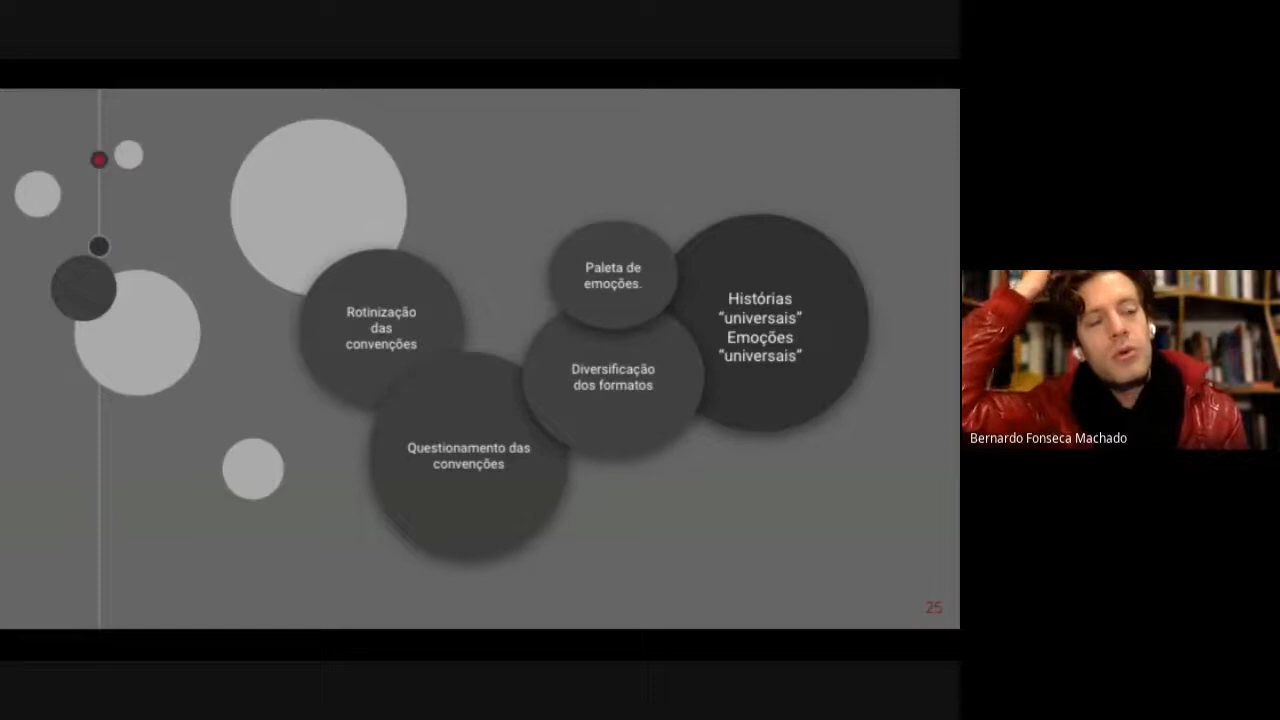 Paleta de
emoções.
Histórias
“universais”
Emoções
“universais”
Rotinização
das
convenções
Diversificação
dos formatos
Questionamento das
convenções
Bernardo Fonseca Machado
25